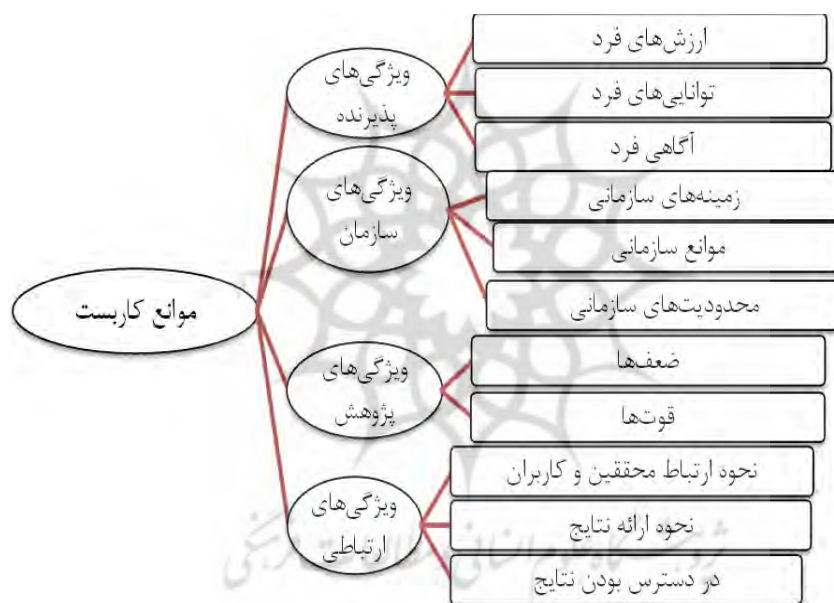 موانع کاربست
ویژگی‌های
پذیرنده
ارزش‌های فرد
توانایی‌های فرد
آگاهی فرد
ویژگی‌های
سازمان
زمینه‌های سازمانی
موانع سازمانی
محدودیت‌های سازمانی
ویژگی‌های
پژوهش
ضعف‌ها
قوت‌ها
ویژگی‌های
ارتباطی
نحوه ارتباط محققین و کاربران
نحوه ارائه نتایج
در دسترس بودن نتایج